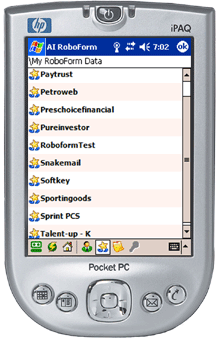 hp
iPAQ
AI RoboForm 7:02 ok
\My RoboForm Data
Paytrust
Petroweb
Preschoicefinancial
Pureinvestor
RoboformTest
Snakemail
Softkey
Sportingoods
Sprint PCS
Talent-up - K
Pocket PC